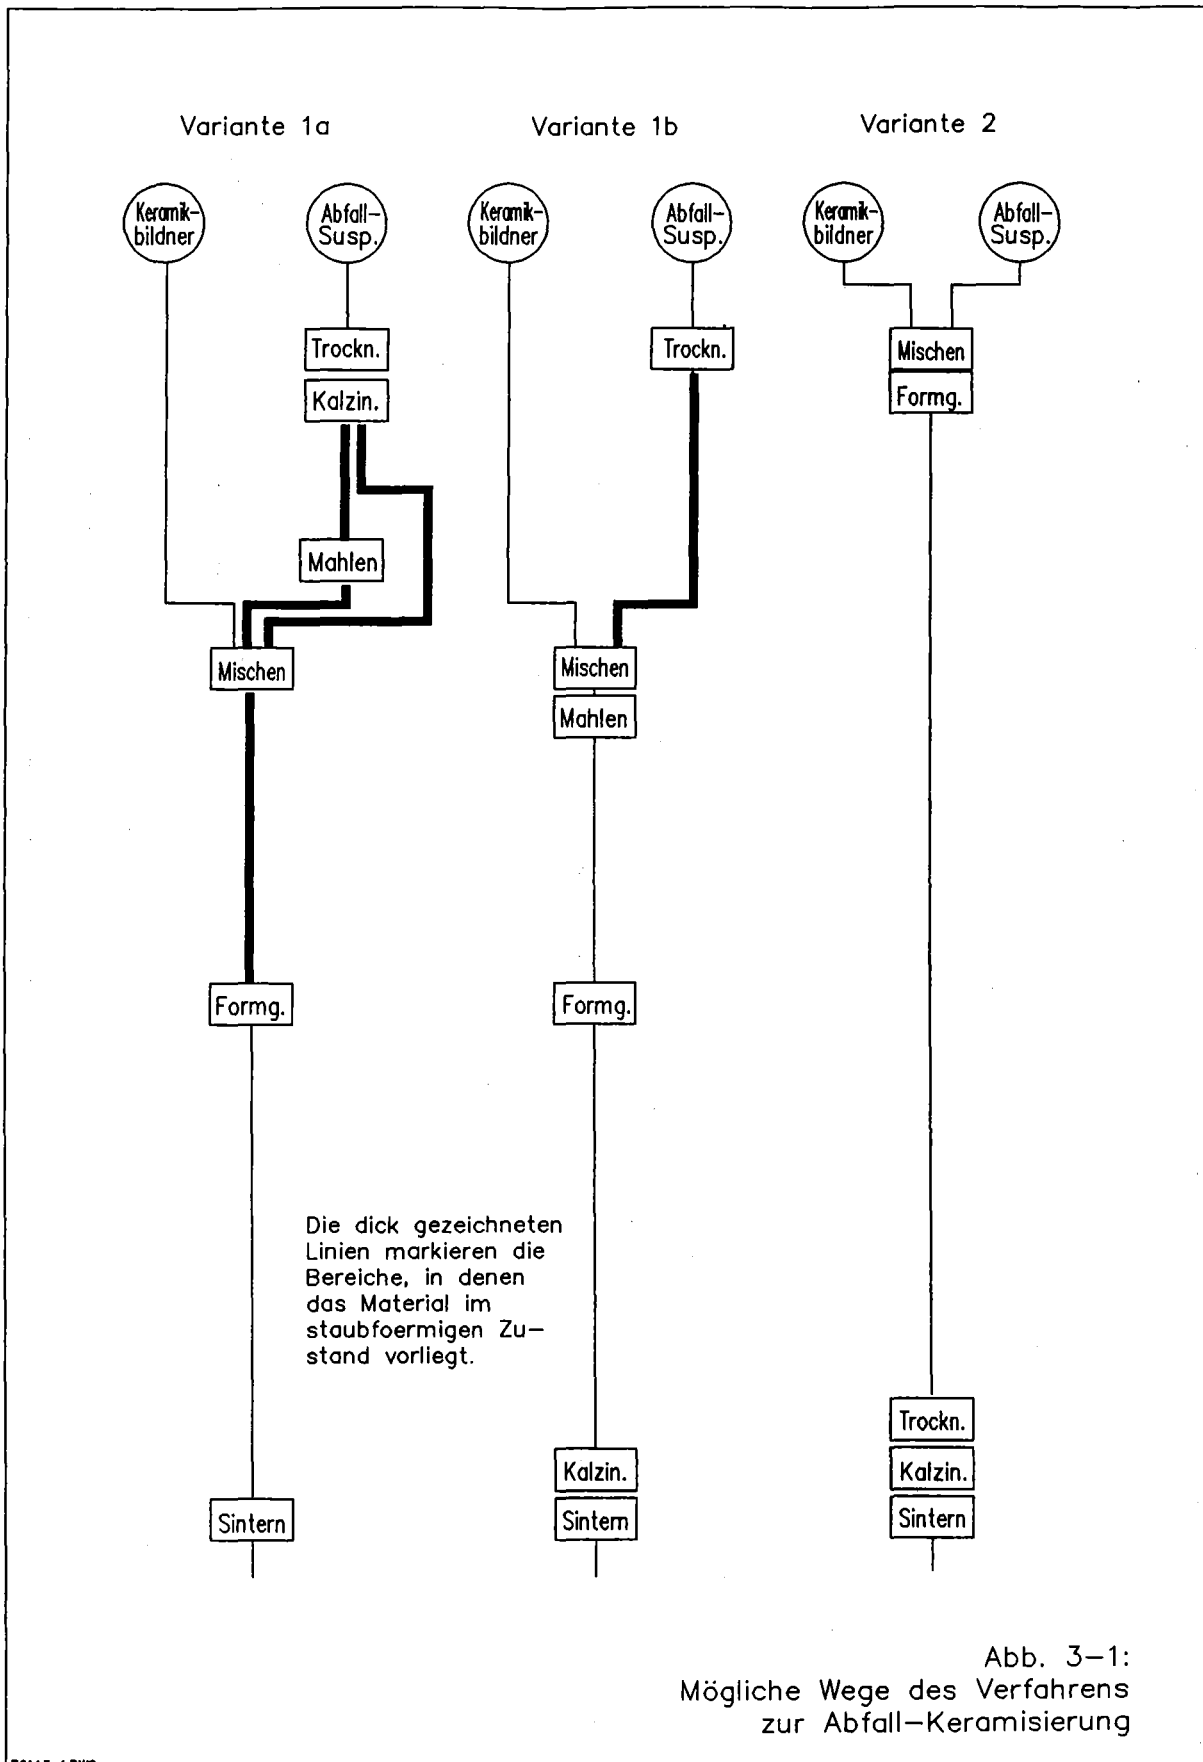 Variante 1a
Variante 1b
Variante 2
Keramik-
bildner
Abfall-
Susp.
Keramik-
bildner
Abfall-
Susp.
Keramik-
bildner
Abfall-
Susp.
Trockn.
Kalzin.
Mahlen
Mischen
Formg.
Sintern
Trockn.
Mischen
Mahlen
Formg.
Kalzin.
Sintern
Mischen
Formg.
Trockn.
Kalzin.
Sintern
Die dick gezeichneten
Linien markieren die
Bereiche, in denen
das Material im
staubfoermigen Zu-
stand vorliegt.
Abb. 3-1:
Mögliche Wege des Verfahrens
zur Abfall-Keramisierung